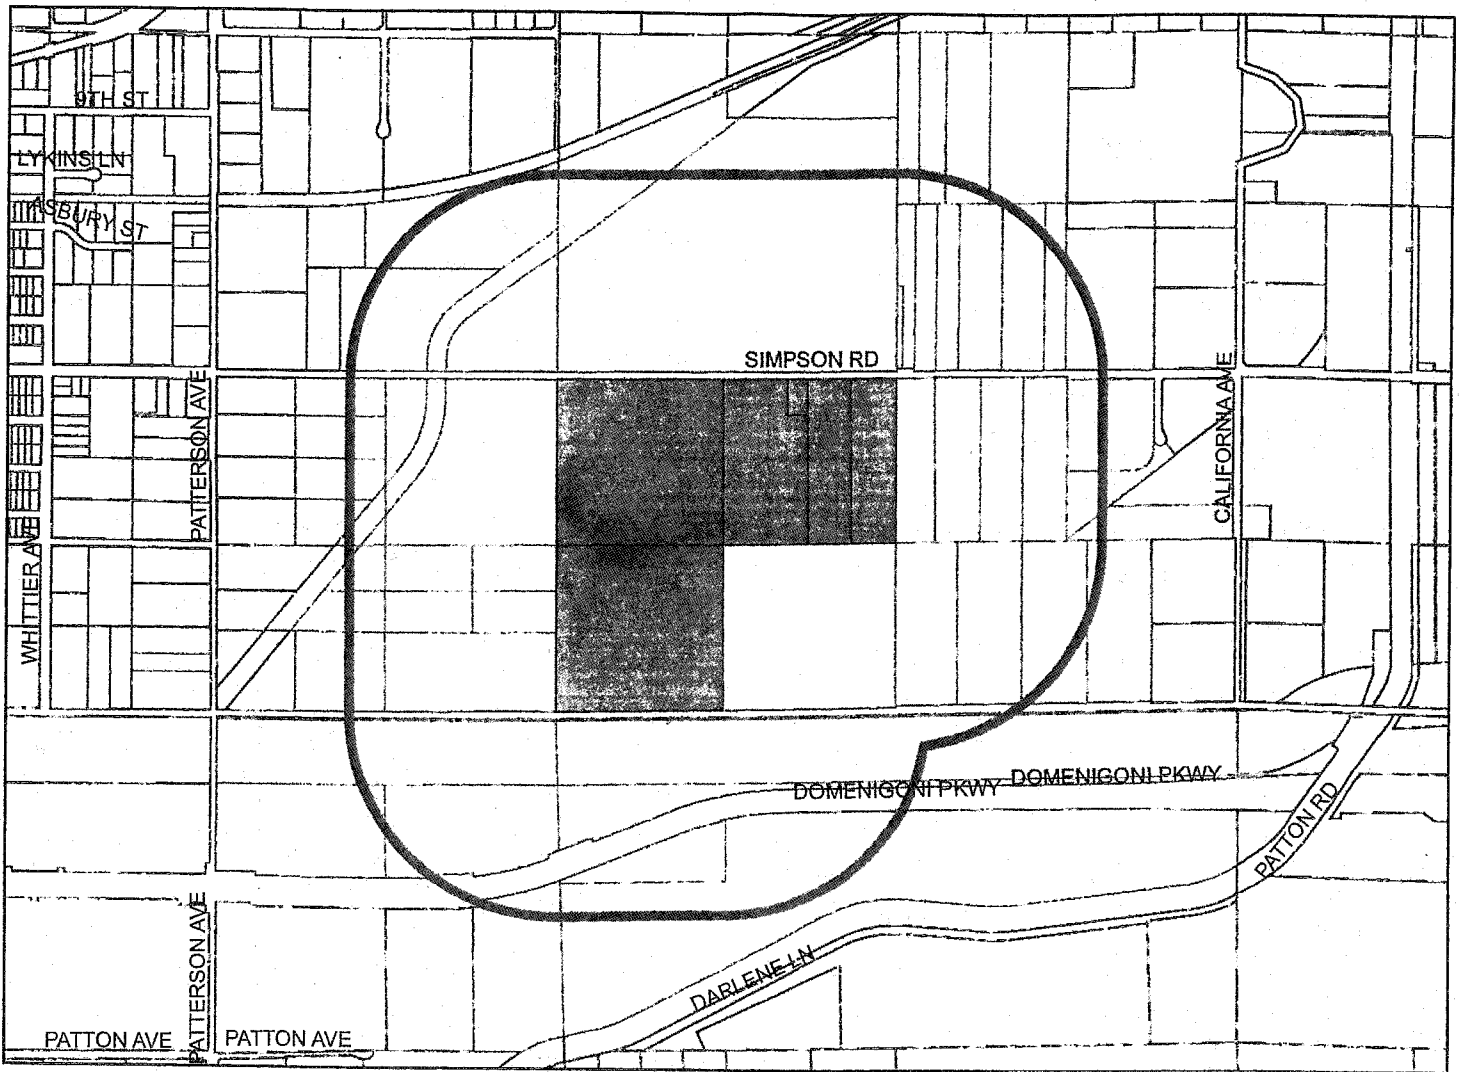 9TH ST
LYKINS LN
ASBURY ST
SIMPSON RD
PATTERSON AVE
CALIFORNIA AVE
WHITTIER AVE
DOMENIGONI PKWY
DOMENIGONI PKWY
PATTON RD
PATTERSON AVE
DARLENE LN
PATTON AVE
PATTON AVE